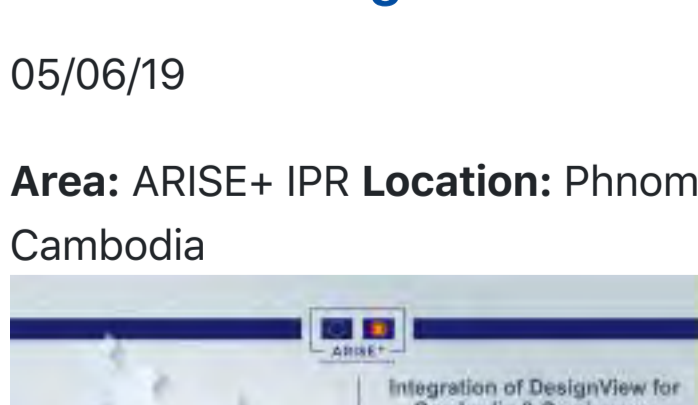 05/06/19
Area: ARISE+ IPR Location: Phnom
Cambodia
ARISE+
Integration of DesignView for